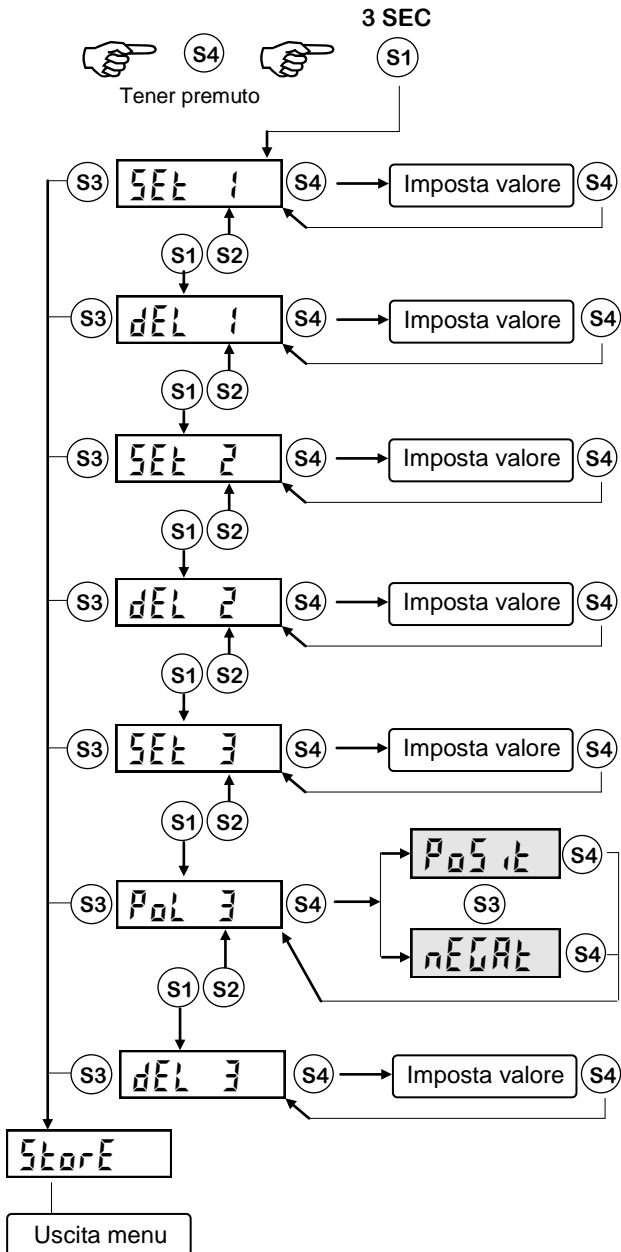 3 SEC
S4 S1
Tener premuto
S3 SEt 1 S4 Imposta valore S4
S1 S2
S3 dEL 1 S4 Imposta valore S4
S1 S2
S3 SEt 2 S4 Imposta valore S4
S1 S2
S3 dEL 2 S4 Imposta valore S4
S1 S2
S3 SEt 3 S4 Imposta valore S4
S1 S2
PoSit S4
S3 PoL 3 S4 S3
nEGAt S4
S1 S2
S3 dEL 3 S4 Imposta valore S4
StorE
Uscita menu